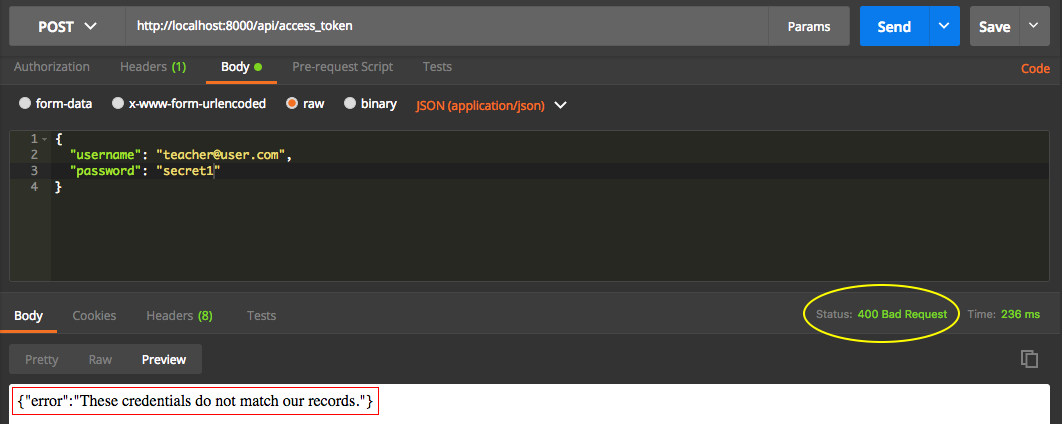 POST http://localhost:8000/api/access_token Params Send Save
Authorization Headers (1) Body Pre-request Script Tests Code
form-data x-www-form-urlencoded raw binary JSON (application/json)
1 {
2 "username": "teacher@user.com",
3 "password": "secret1"
4 }
Body Cookies Headers (8) Tests Status: 400 Bad Request Time: 236 ms
Pretty Raw Preview
{"error":"These credentials do not match our records."}